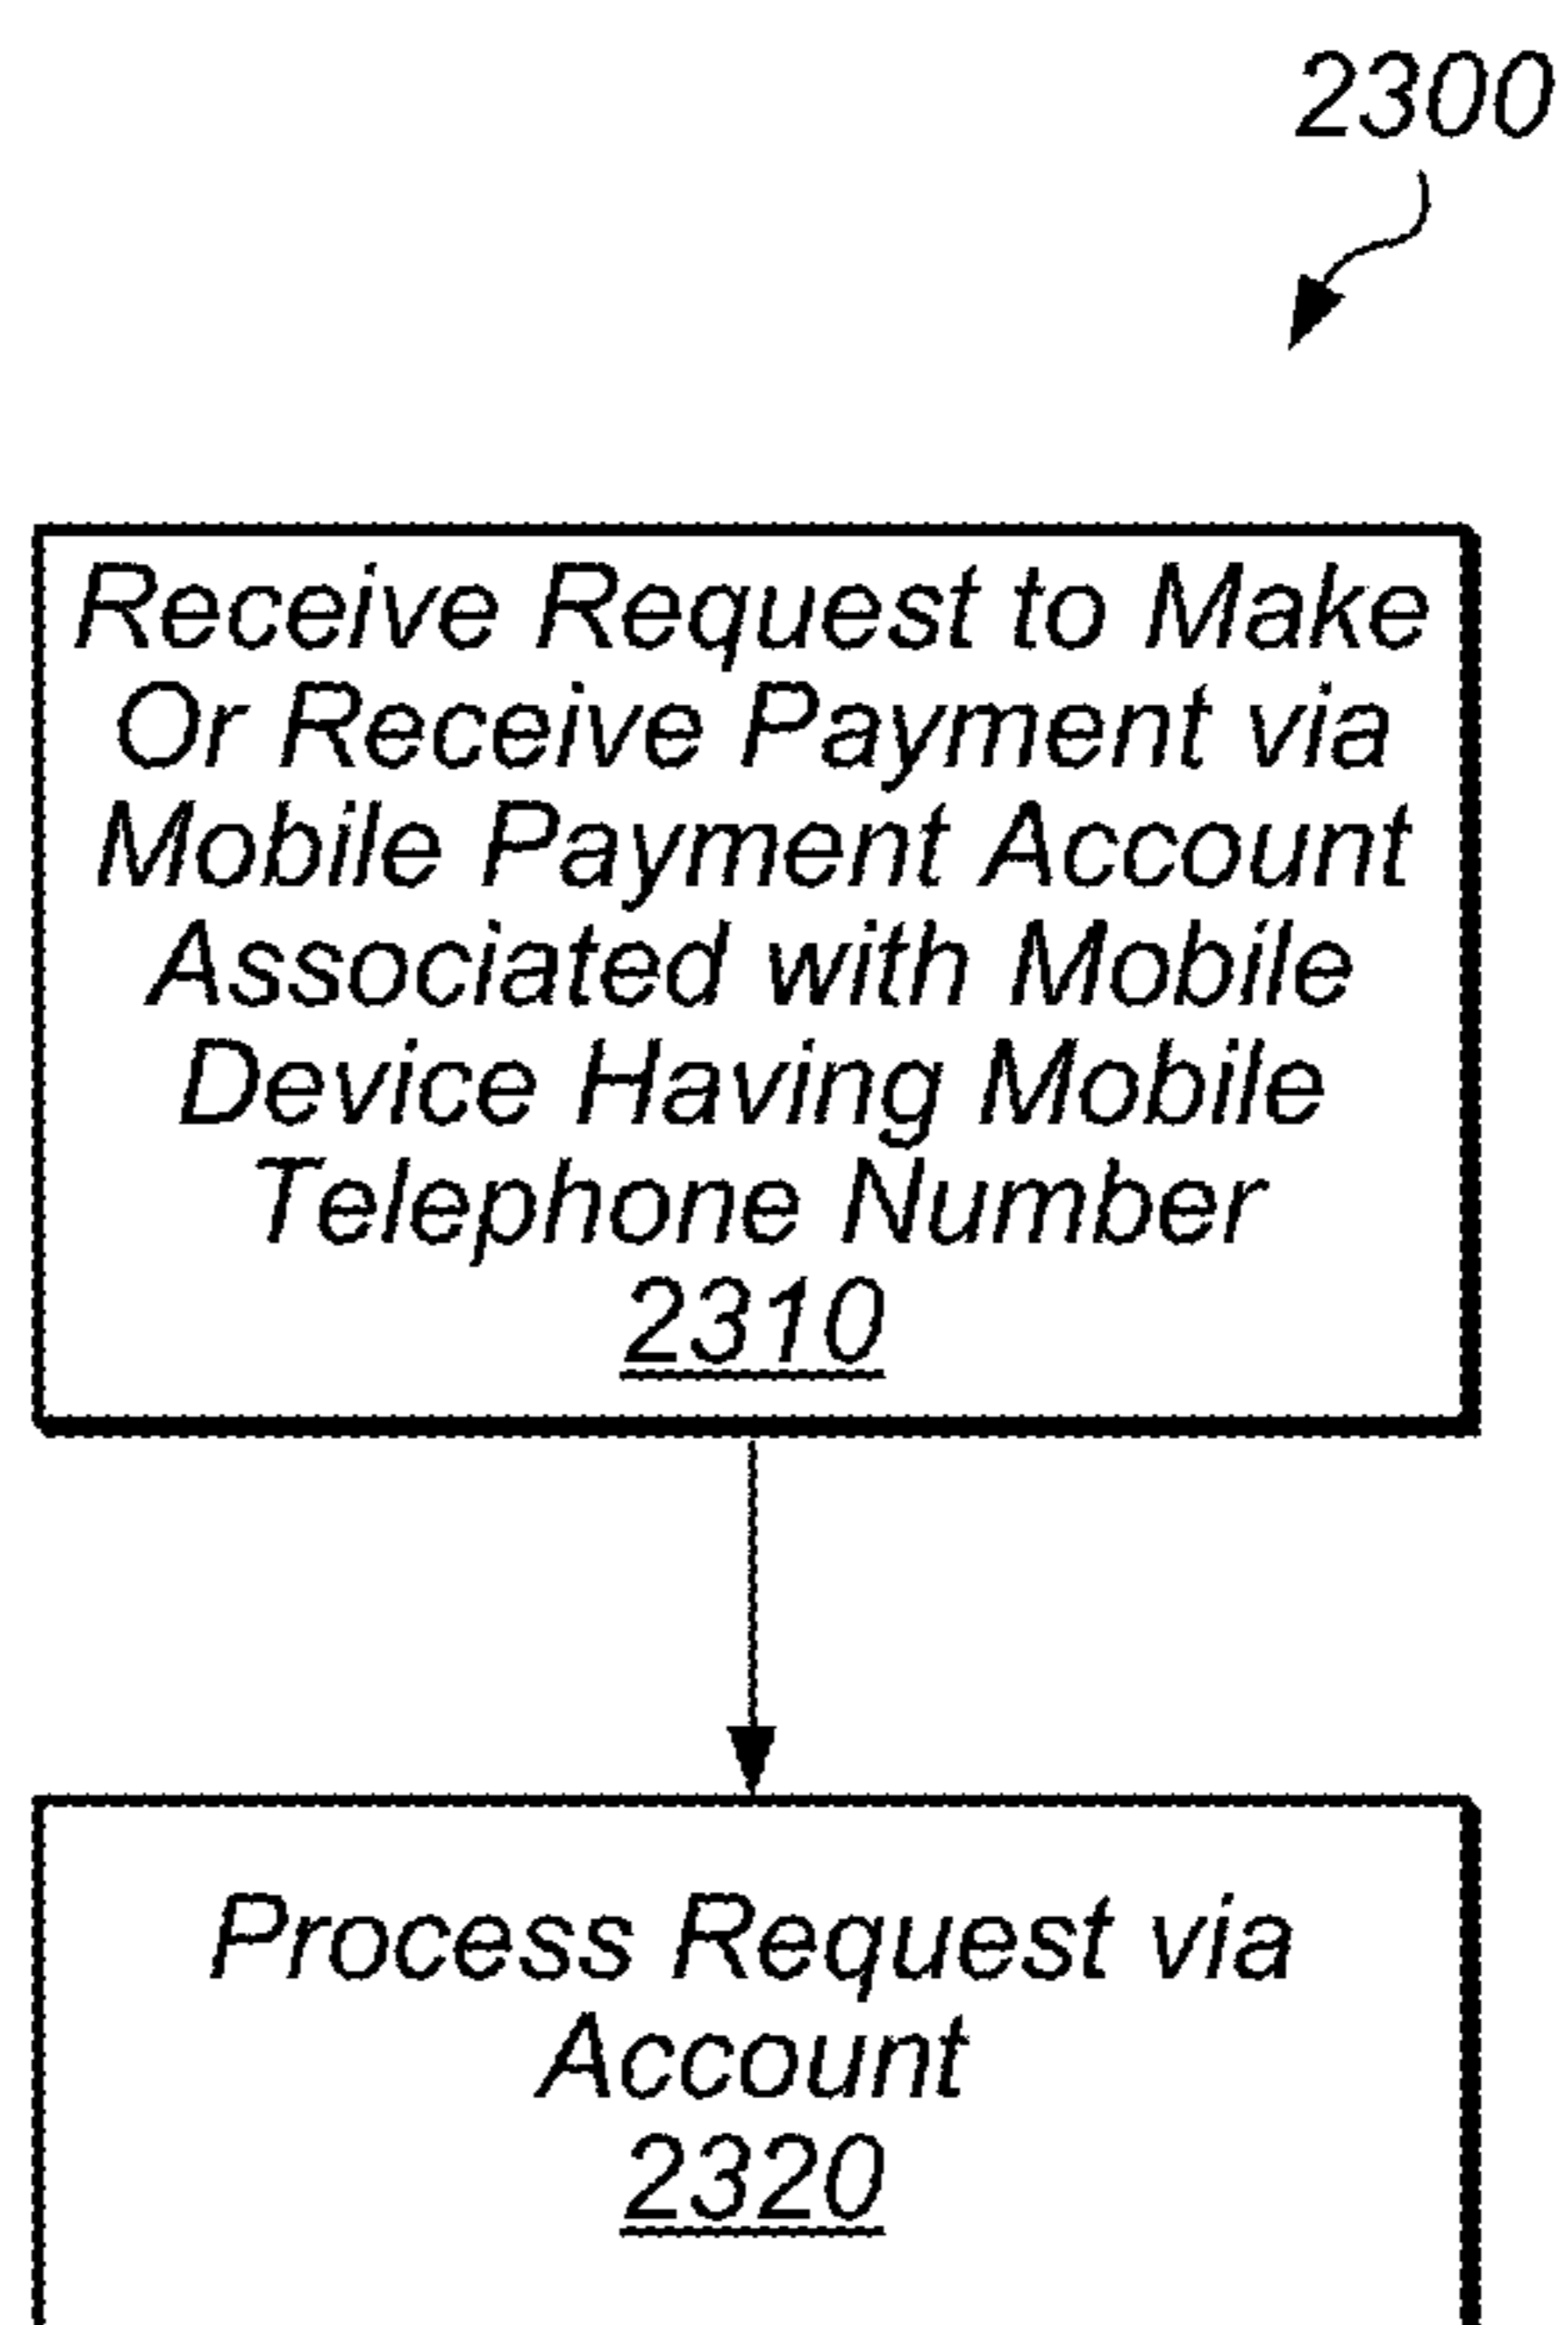 2300
Receive Request to Make
Or Receive Payment via
Mobile Payment Account
Associated with Mobile
Device Having Mobile
Telephone Number
2310
Process Request via
Account
2320